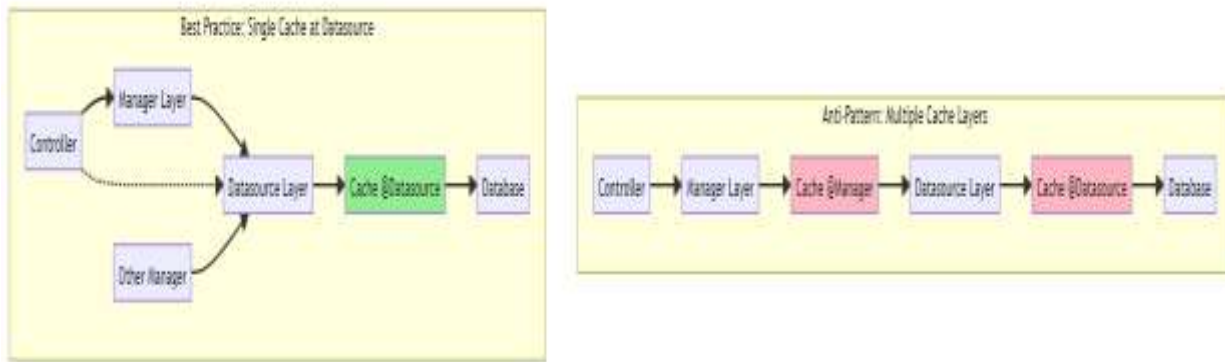 Best Practice: Single Cache at Datasource
Manager Layer
Controller
Datasource Layer
Cache @Datasource
Database
Other Manager
Anti-Pattern: Multiple Cache Layers
Controller
Manager Layer
Cache @Manager
Datasource Layer
Cache @Datasource
Database